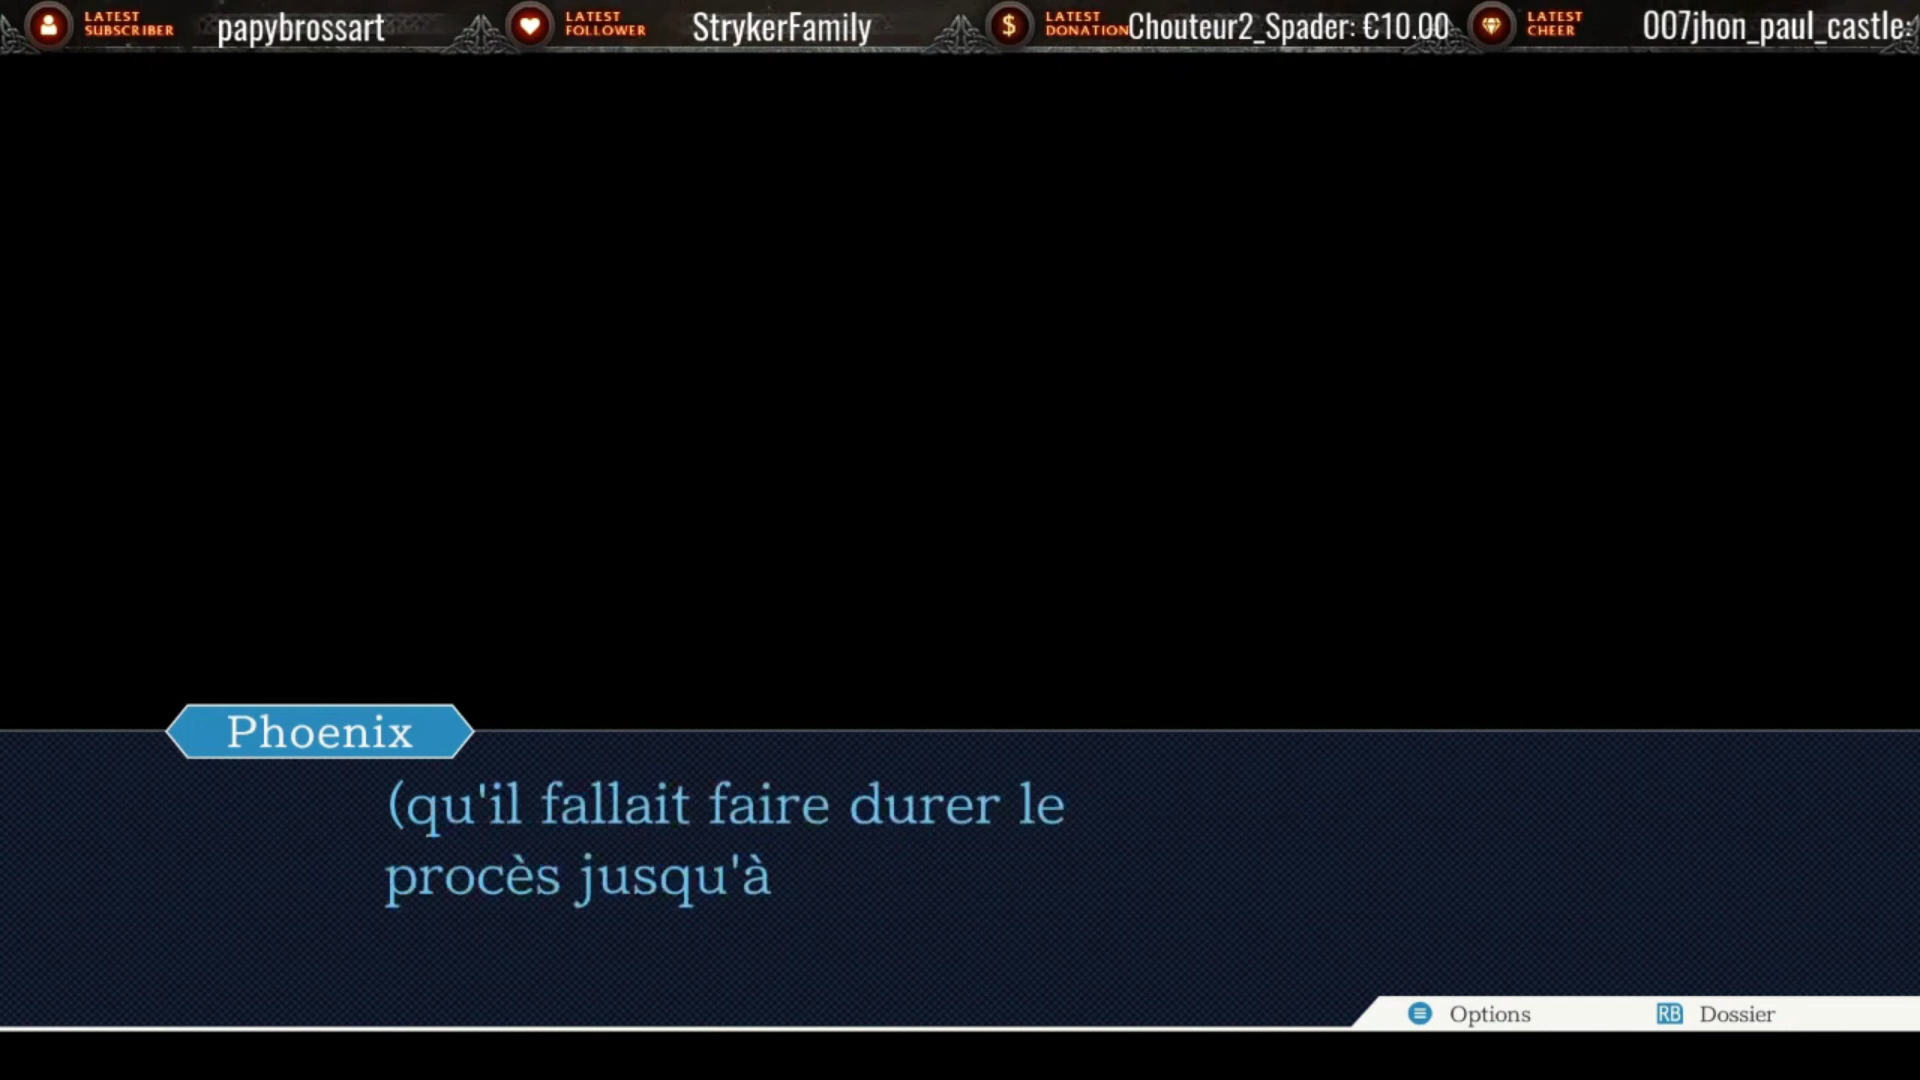 LATEST SUBSCRIBER papybrossart
LATEST FOLLOWER StrykerFamily
LATEST DONATION Chouteur2_Spader: €10.00
LATEST CHEER 007jhon_paul_castle:
Phoenix
(qu'il fallait faire durer le
procès jusqu'à
Options
RB Dossier